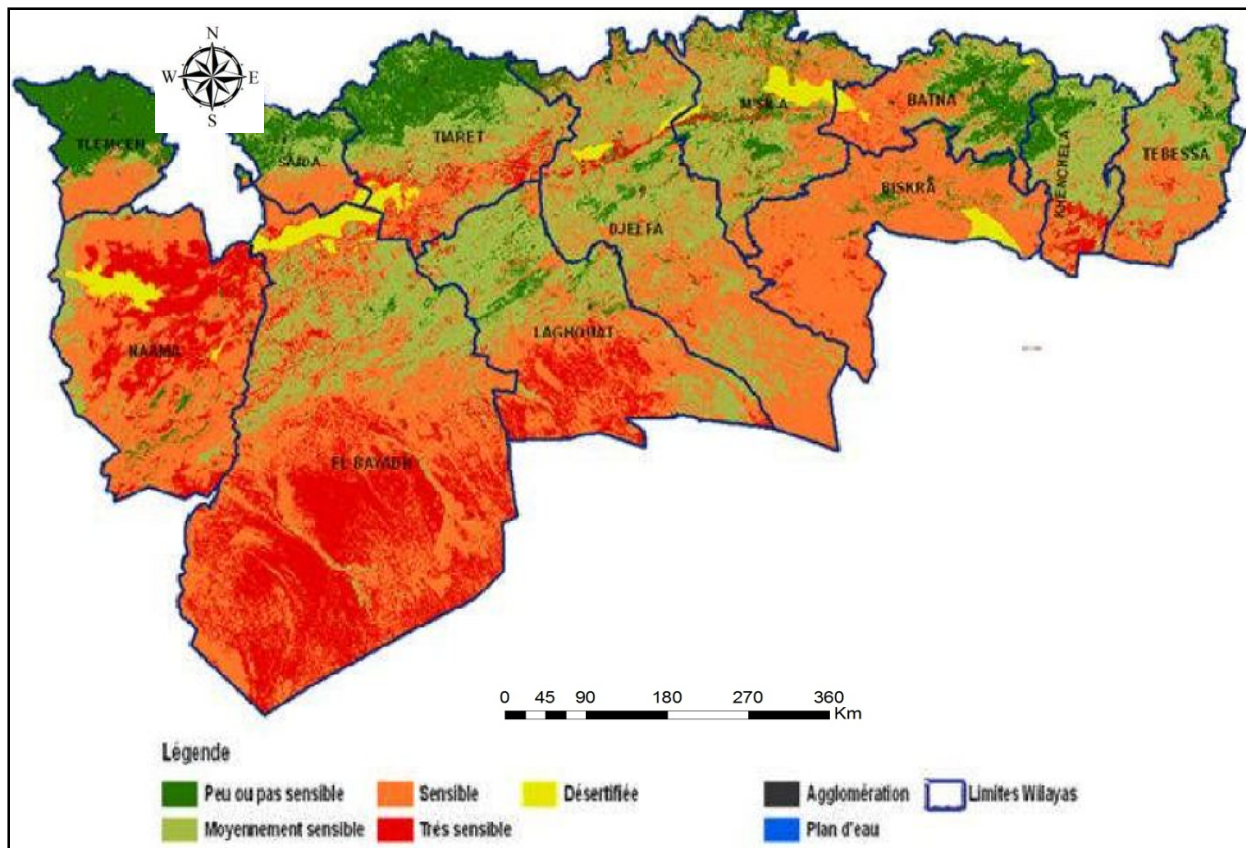 N
W E
S
TLEMCEN
SAIDA
TIARET
M'SILA
BATNA
KHENCHELA
TEBESSA
BISKRA
DJELFA
NAAMA
LAGHOUAT
EL BAYADH
0 45 90 180 270 360
Km
Légende
Peu ou pas sensible
Sensible
Désertifiée
Agglomération
Limites Wilayas
Moyennement sensible
Trés sensible
Plan d'eau